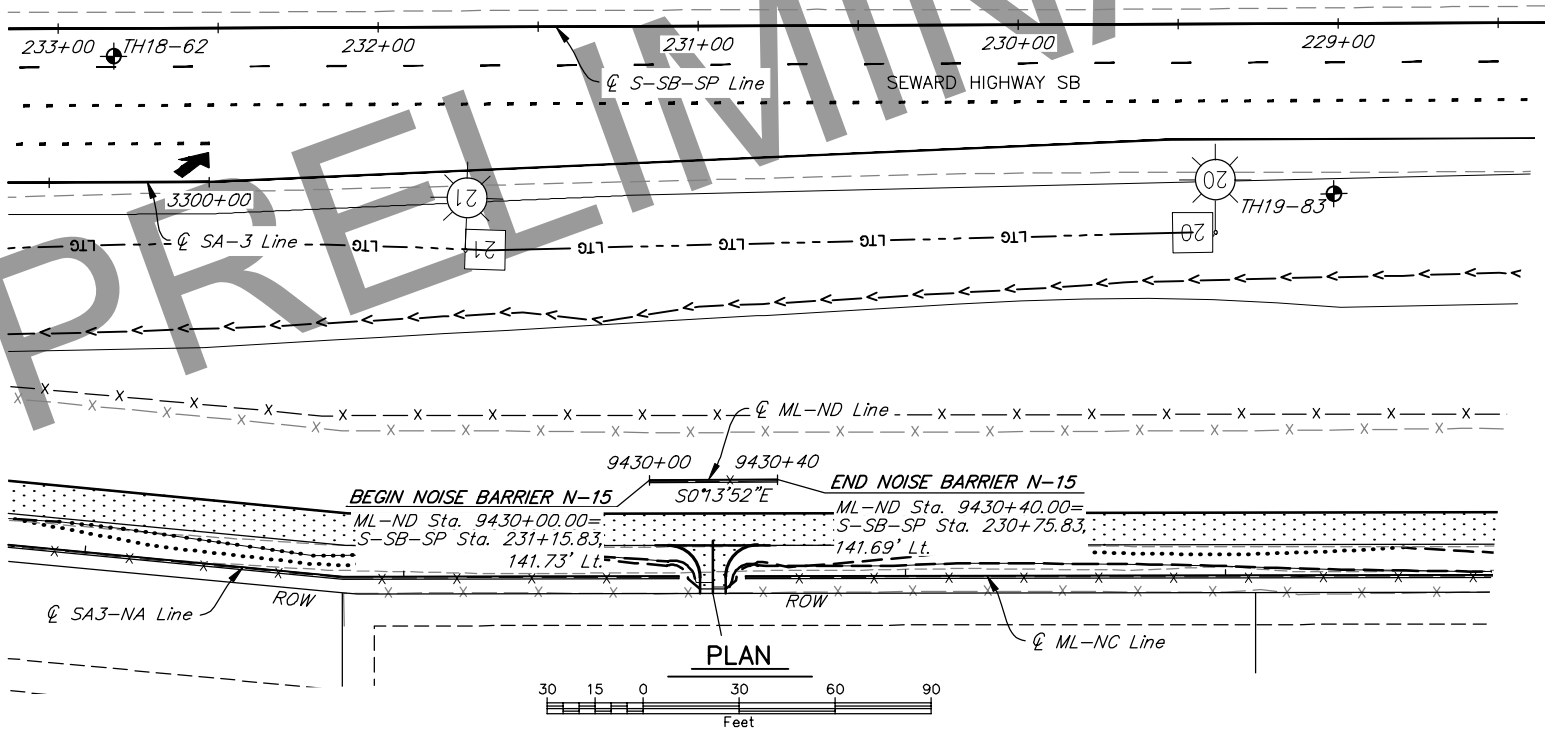 PRELIMINA
233+00
TH18-62
232+00
231+00
230+00
229+00
℄ S-SB-SP Line
SEWARD HIGHWAY SB
3300+00
21
20
TH19-83
LTG
℄ SA-3 Line
LTG
21
LTG
LTG
LTG
LTG
20
℄ ML-ND Line
9430+00
9430+40
S0°13'52"E
BEGIN NOISE BARRIER N-15
ML-ND Sta. 9430+00.00=
S-SB-SP Sta. 231+15.83,
141.73' Lt.
END NOISE BARRIER N-15
ML-ND Sta. 9430+40.00=
S-SB-SP Sta. 230+75.83,
141.69' Lt.
ROW
ROW
℄ SA3-NA Line
℄ ML-NC Line
PLAN
30 15 0 30 60 90
Feet